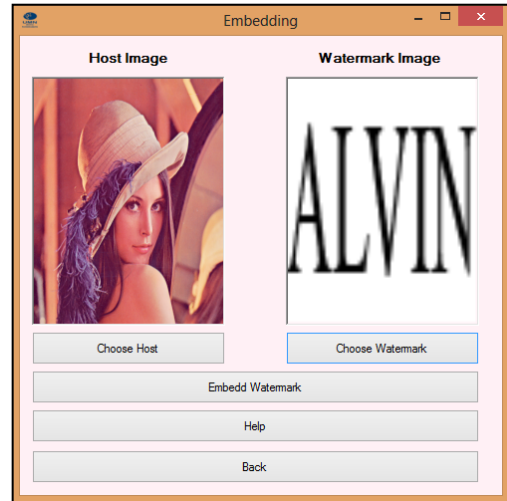 Embedding
Host Image
Watermark Image
ALVIN
Choose Host
Choose Watermark
Embedd Watermark
Help
Back